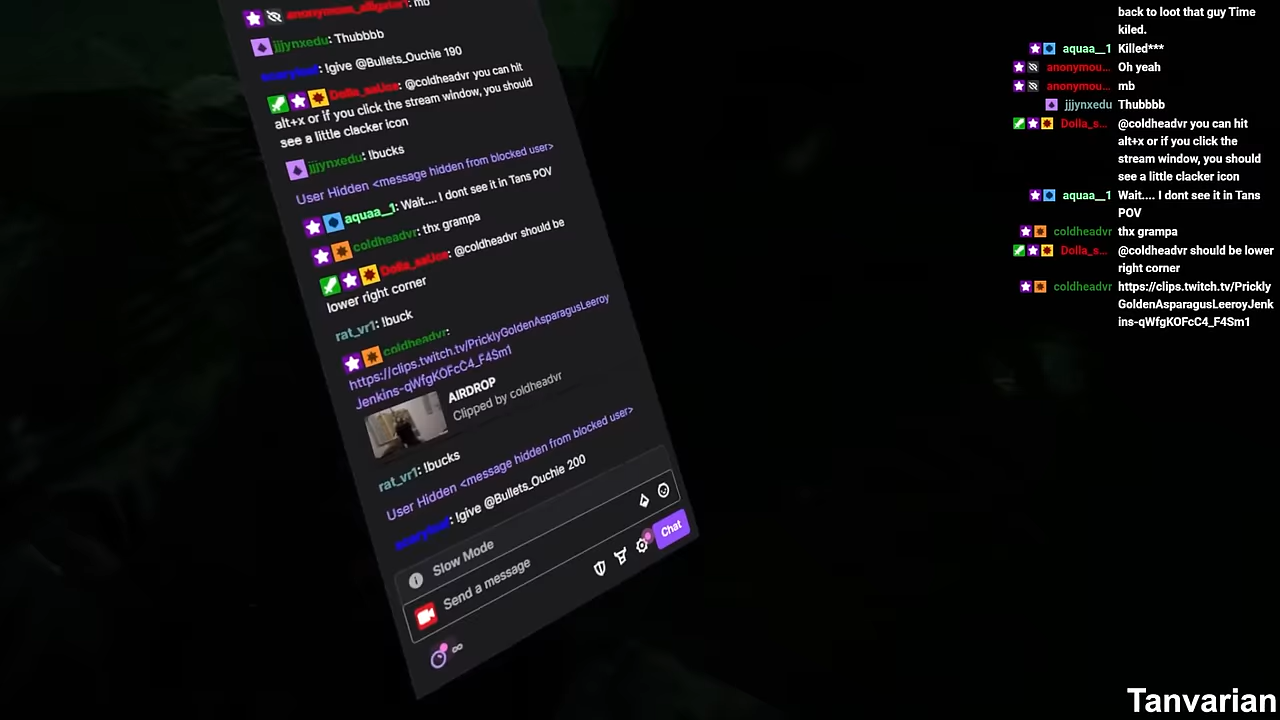 anonymous_alligator1: mb
jjjynxedu: Thubbbb
: !give @Bullets_Ouchie 190
Dolla_saUce: @coldheadvr you can hit
alt+x or if you click the stream window, you should
see a little clacker icon
jjjynxedu: !bucks
User Hidden <message hidden from blocked user>
aquaa__1: Wait.... I dont see it in Tans POV
coldheadvr: thx grampa
Dolla_saUce: @coldheadvr should be
lower right corner
rat_vr1: !buck
coldheadvr:
https://clips.twitch.tv/PricklyGoldenAsparagusLeeroy
Jenkins-qWfgKOFcC4_F4Sm1
AIRDROP
Clipped by coldheadvr
rat_vr1: !bucks
User Hidden <message hidden from blocked user>
: !give @Bullets_Ouchie 200
Slow Mode
Send a message
Chat
∞
back to loot that guy Time
kiled.
aquaa__1 Killed***
anonymou... Oh yeah
anonymou... mb
jjjynxedu Thubbbb
Dolla_s... @coldheadvr you can hit
alt+x or if you click the
stream window, you should
see a little clacker icon
aquaa__1 Wait.... I dont see it in Tans
POV
coldheadvr thx grampa
Dolla_s... @coldheadvr should be lower
right corner
coldheadvr https://clips.twitch.tv/Prickly
GoldenAsparagusLeeroyJenk
ins-qWfgKOFcC4_F4Sm1
Tanvarian